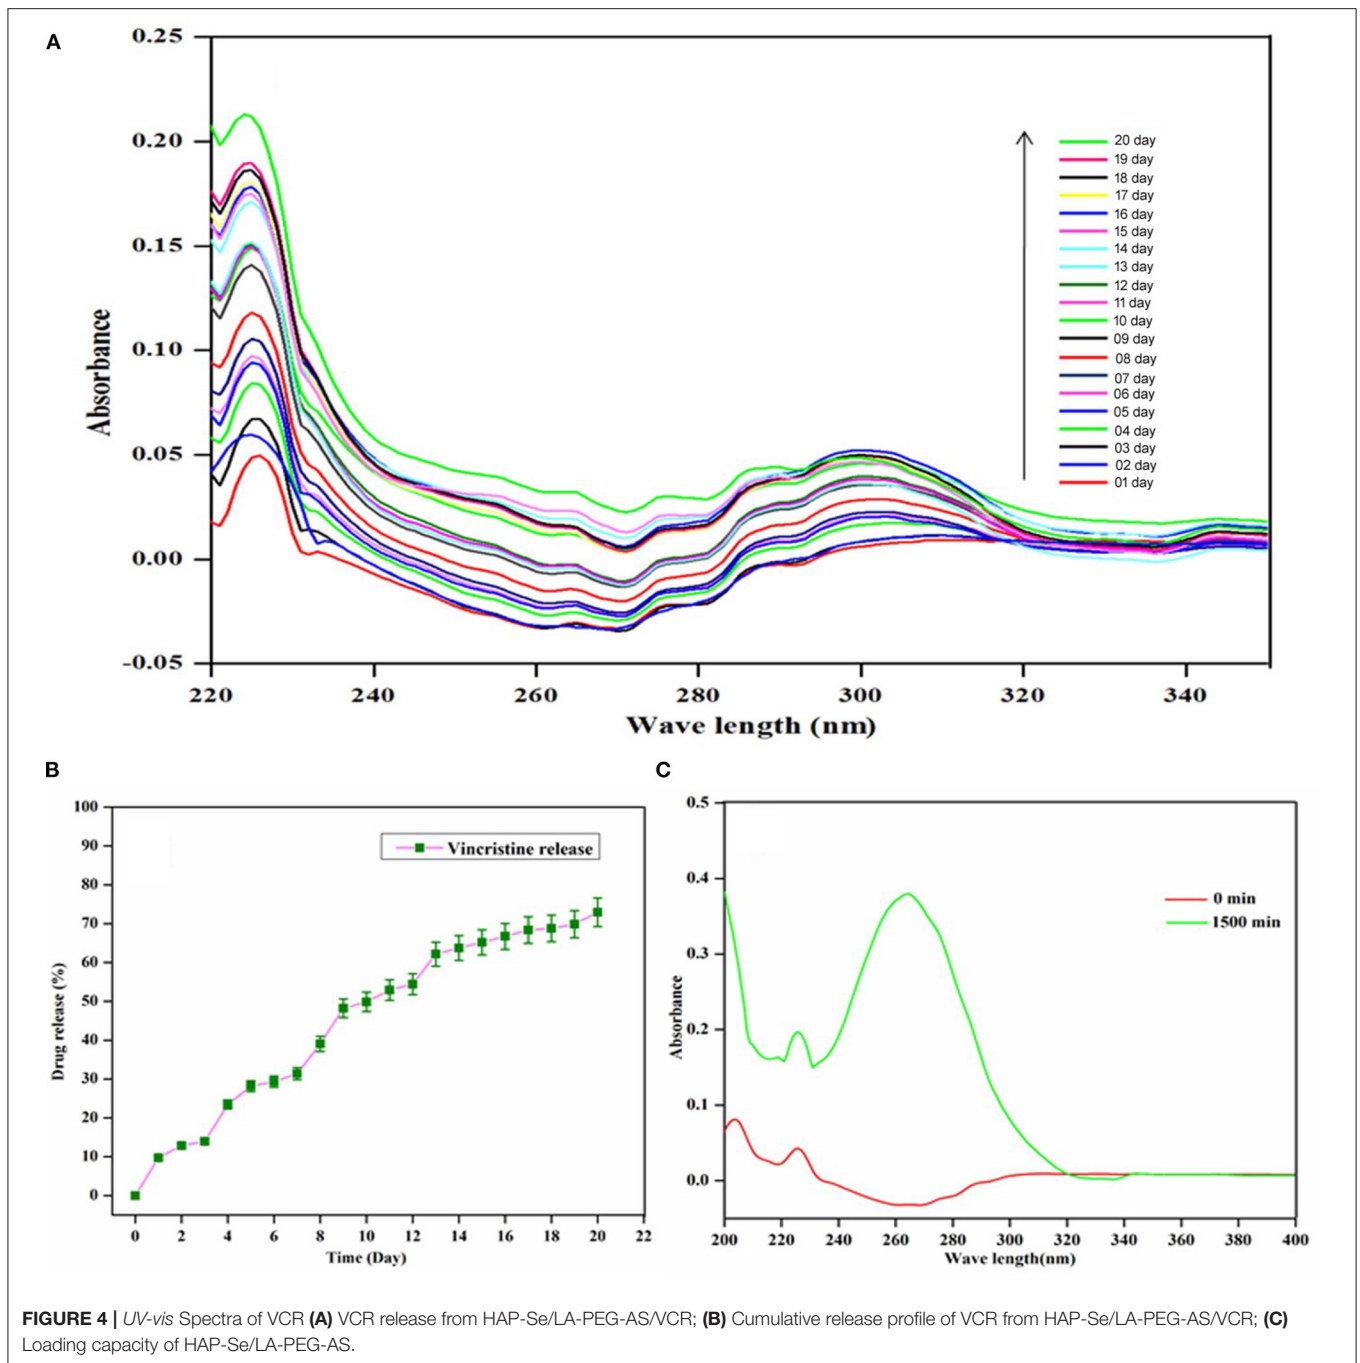 A
0.25
0.20
0.15
0.10
0.05
0.00
-0.05
Absorbance
20 day
19 day
18 day
17 day
16 day
15 day
14 day
13 day
12 day
11 day
10 day
09 day
08 day
07 day
06 day
05 day
04 day
03 day
02 day
01 day
220 240 260 280 300 320 340
Wave length (nm)
B
100
90
80
70
60
50
40
30
20
10
0
Drug release (%)
Vincristine release
0 2 4 6 8 10 12 14 16 18 20 22
Time (Day)
C
0.5
0.4
0.3
0.2
0.1
0.0
Absorbance
0 min
1500 min
200 220 240 260 280 300 320 340 360 380 400
Wave length(nm)
FIGURE 4 | UV-vis Spectra of VCR (A) VCR release from HAP-Se/LA-PEG-AS/VCR; (B) Cumulative release profile of VCR from HAP-Se/LA-PEG-AS/VCR; (C)
Loading capacity of HAP-Se/LA-PEG-AS.